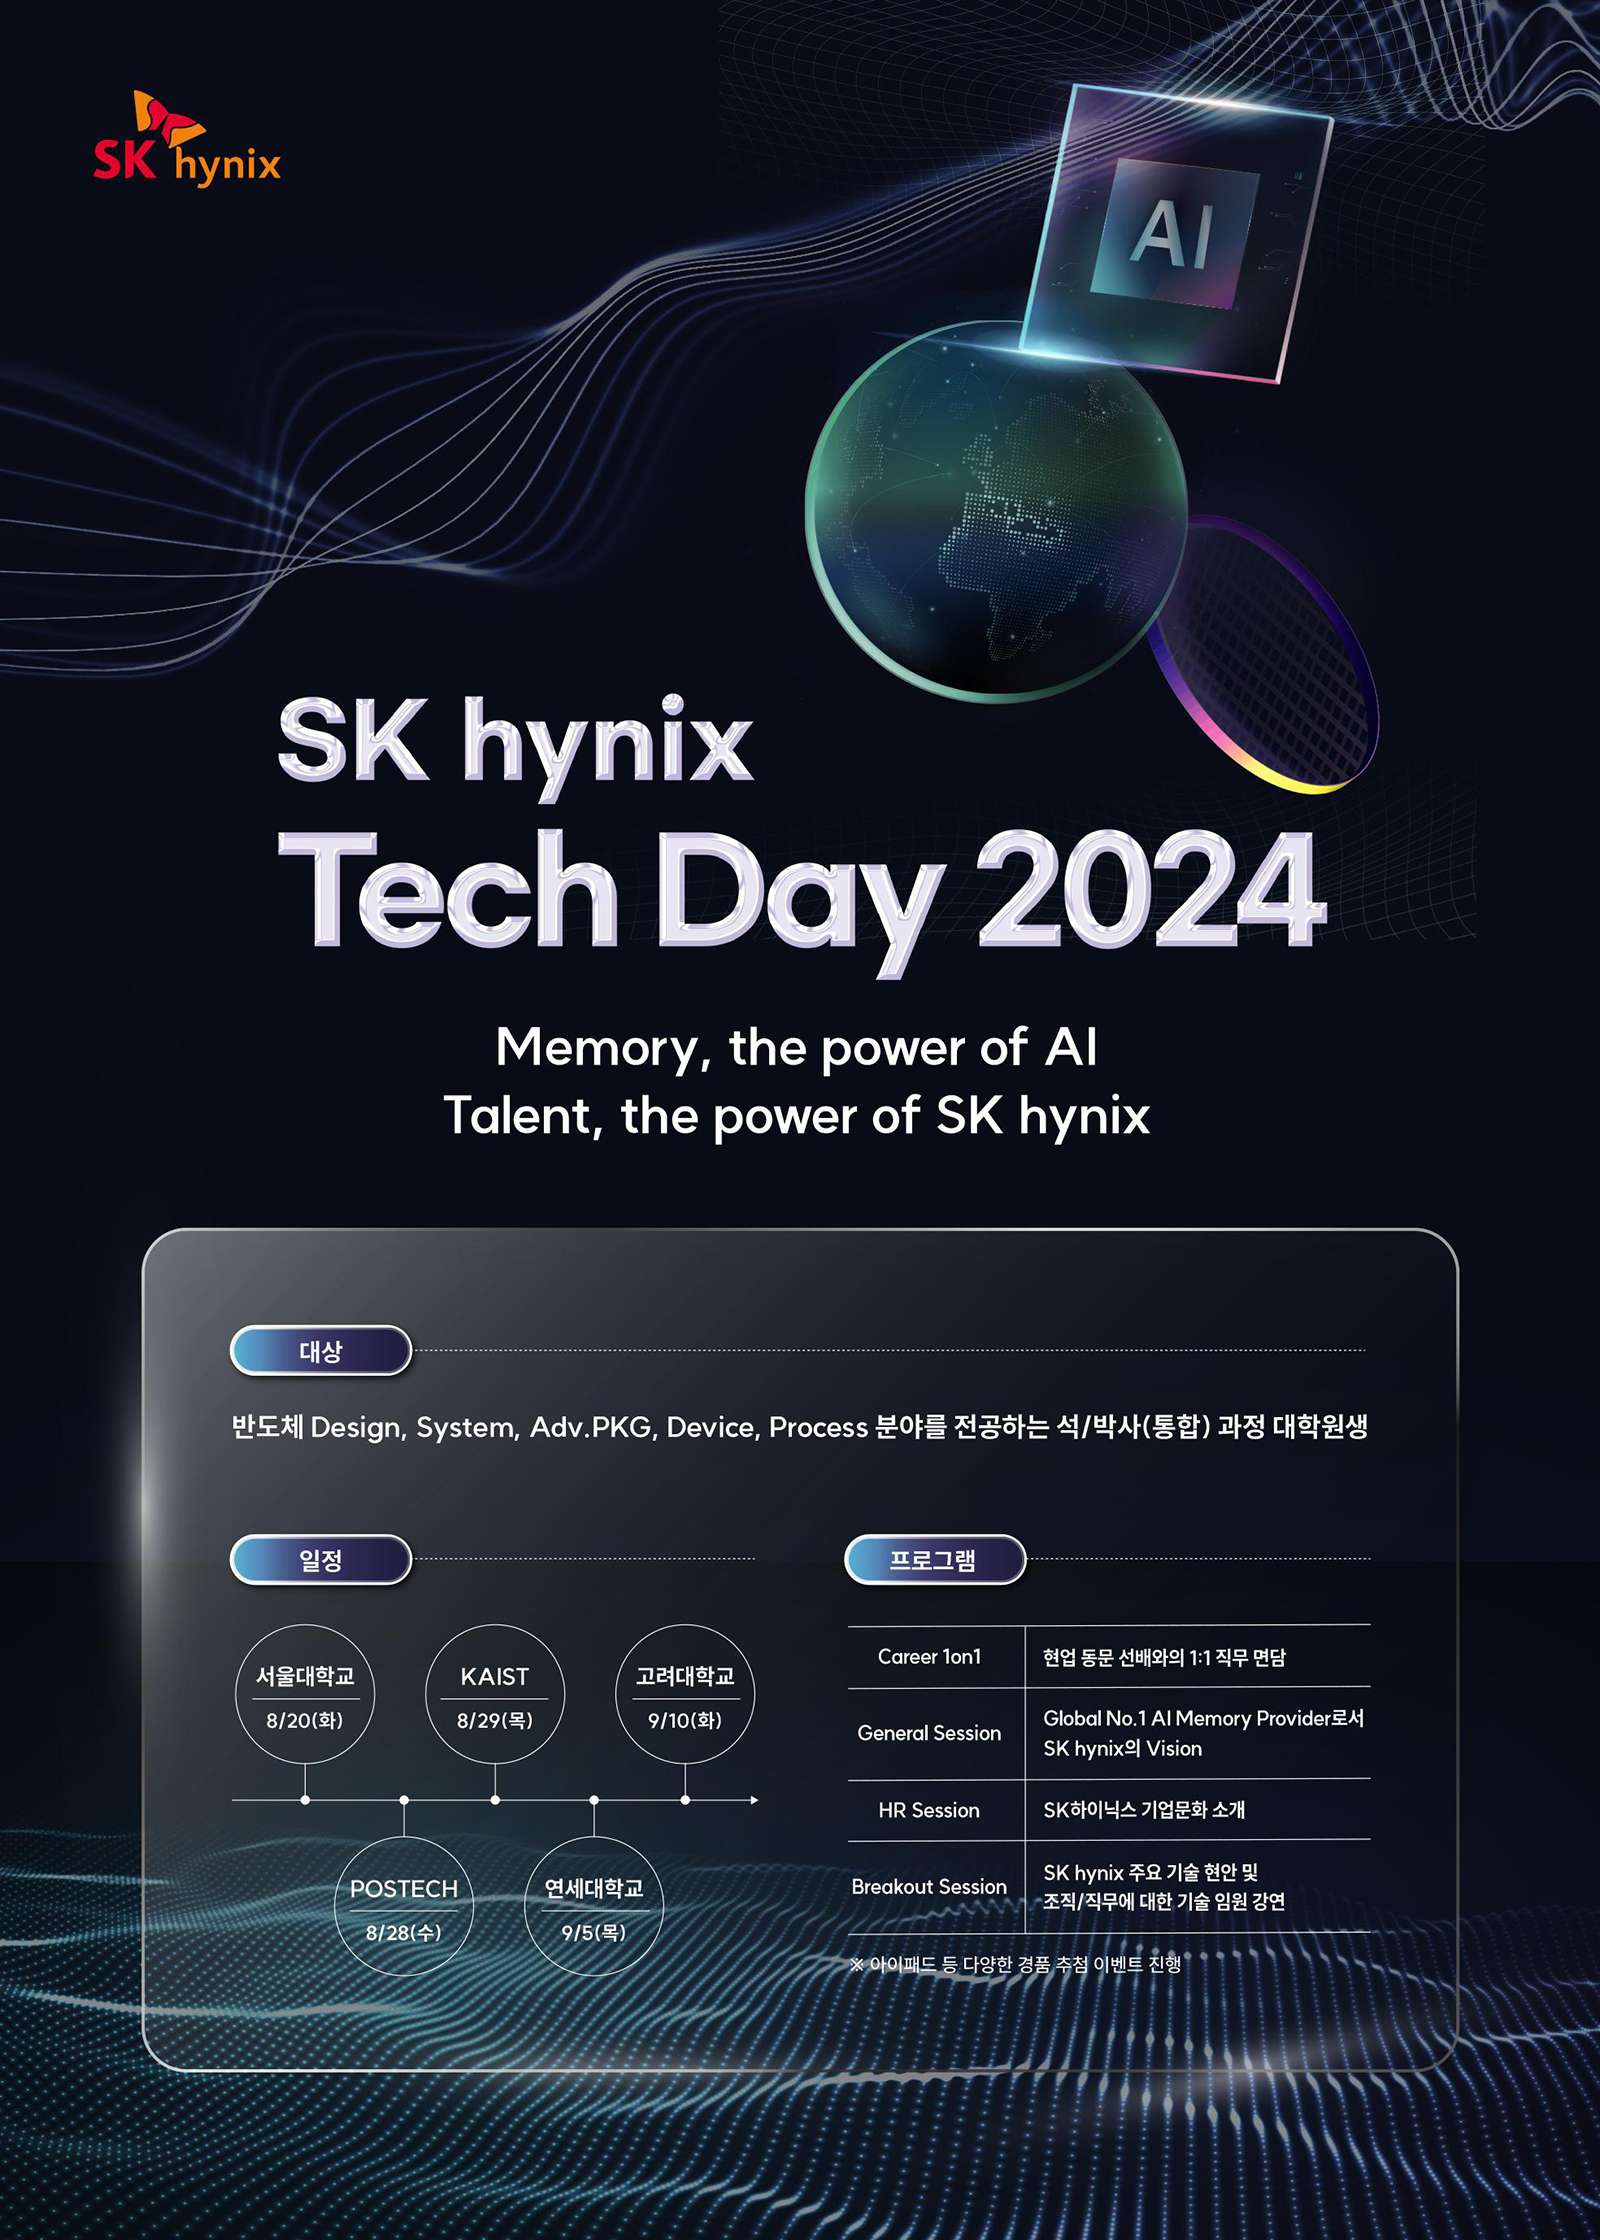 SK hynix
AI
SK hynix
Tech Day 2024
Memory, the power of AI
Talent, the power of SK hynix
대상
반도체 Design, System, Adv.PKG, Device, Process 분야를 전공하는 석/박사(통합) 과정 대학원생
일정
서울대학교
8/20(화)
KAIST
8/29(목)
고려대학교
9/10(화)
POSTECH
8/28(수)
연세대학교
9/5(목)
프로그램
Career 1on1
현업 동문 선배와의 1:1 직무 면담
General Session
Global No.1 AI Memory Provider로서
SK hynix의 Vision
HR Session
SK하이닉스 기업문화 소개
Breakout Session
SK hynix 주요 기술 현안 및
조직/직무에 대한 기술 임원 강연
※ 아이패드 등 다양한 경품 추첨 이벤트 진행